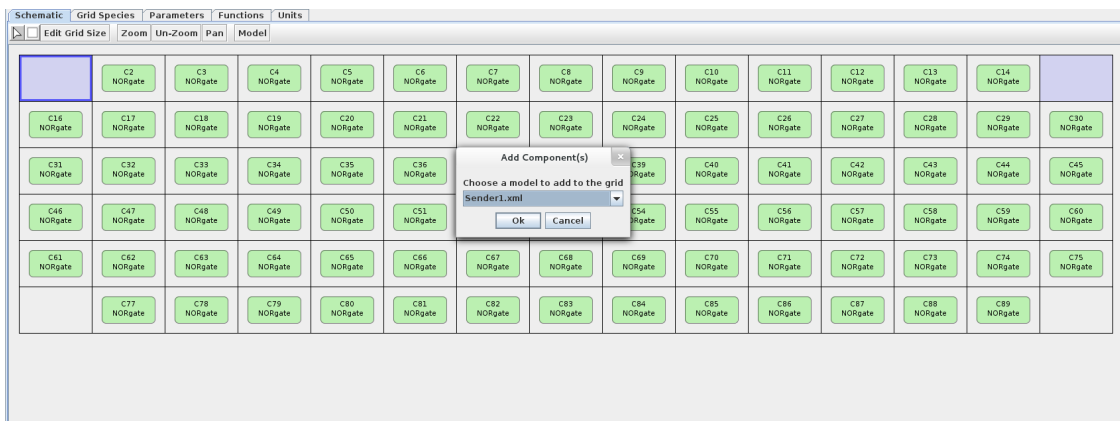 Schematic Grid Species Parameters Functions Units
Edit Grid Size Zoom Un-Zoom Pan Model
C2 C3 C4 C5 C6 C7 C8 C9 C10 C11 C12 C13 C14
NORgate NORgate NORgate NORgate NORgate NORgate NORgate NORgate NORgate NORgate NORgate NORgate NORgate
C16 C17 C18 C19 C20 C21 C22 C23 C24 C25 C26 C27 C28 C29 C30
NORgate NORgate NORgate NORgate NORgate NORgate NORgate NORgate NORgate NORgate NORgate NORgate NORgate NORgate NORgate
Add Component(s)
C31 C32 C33 C34 C35 C36 C39 C40 C41 C42 C43 C44 C45
NORgate NORgate NORgate NORgate NORgate NORgate ORgate NORgate NORgate NORgate NORgate NORgate NORgate
Choose a model to add to the grid
Sender1.xml
C46 C47 C48 C49 C50 C51 C54 C55 C56 C57 C58 C59 C60
NORgate NORgate NORgate NORgate NORgate NORgate ORgate NORgate NORgate NORgate NORgate NORgate NORgate
Ok Cancel
C61 C62 C63 C64 C65 C66 C67 C68 C69 C70 C71 C72 C73 C74 C75
NORgate NORgate NORgate NORgate NORgate NORgate NORgate NORgate NORgate NORgate NORgate NORgate NORgate NORgate NORgate
C77 C78 C79 C80 C81 C82 C83 C84 C85 C86 C87 C88 C89
NORgate NORgate NORgate NORgate NORgate NORgate NORgate NORgate NORgate NORgate NORgate NORgate NORgate